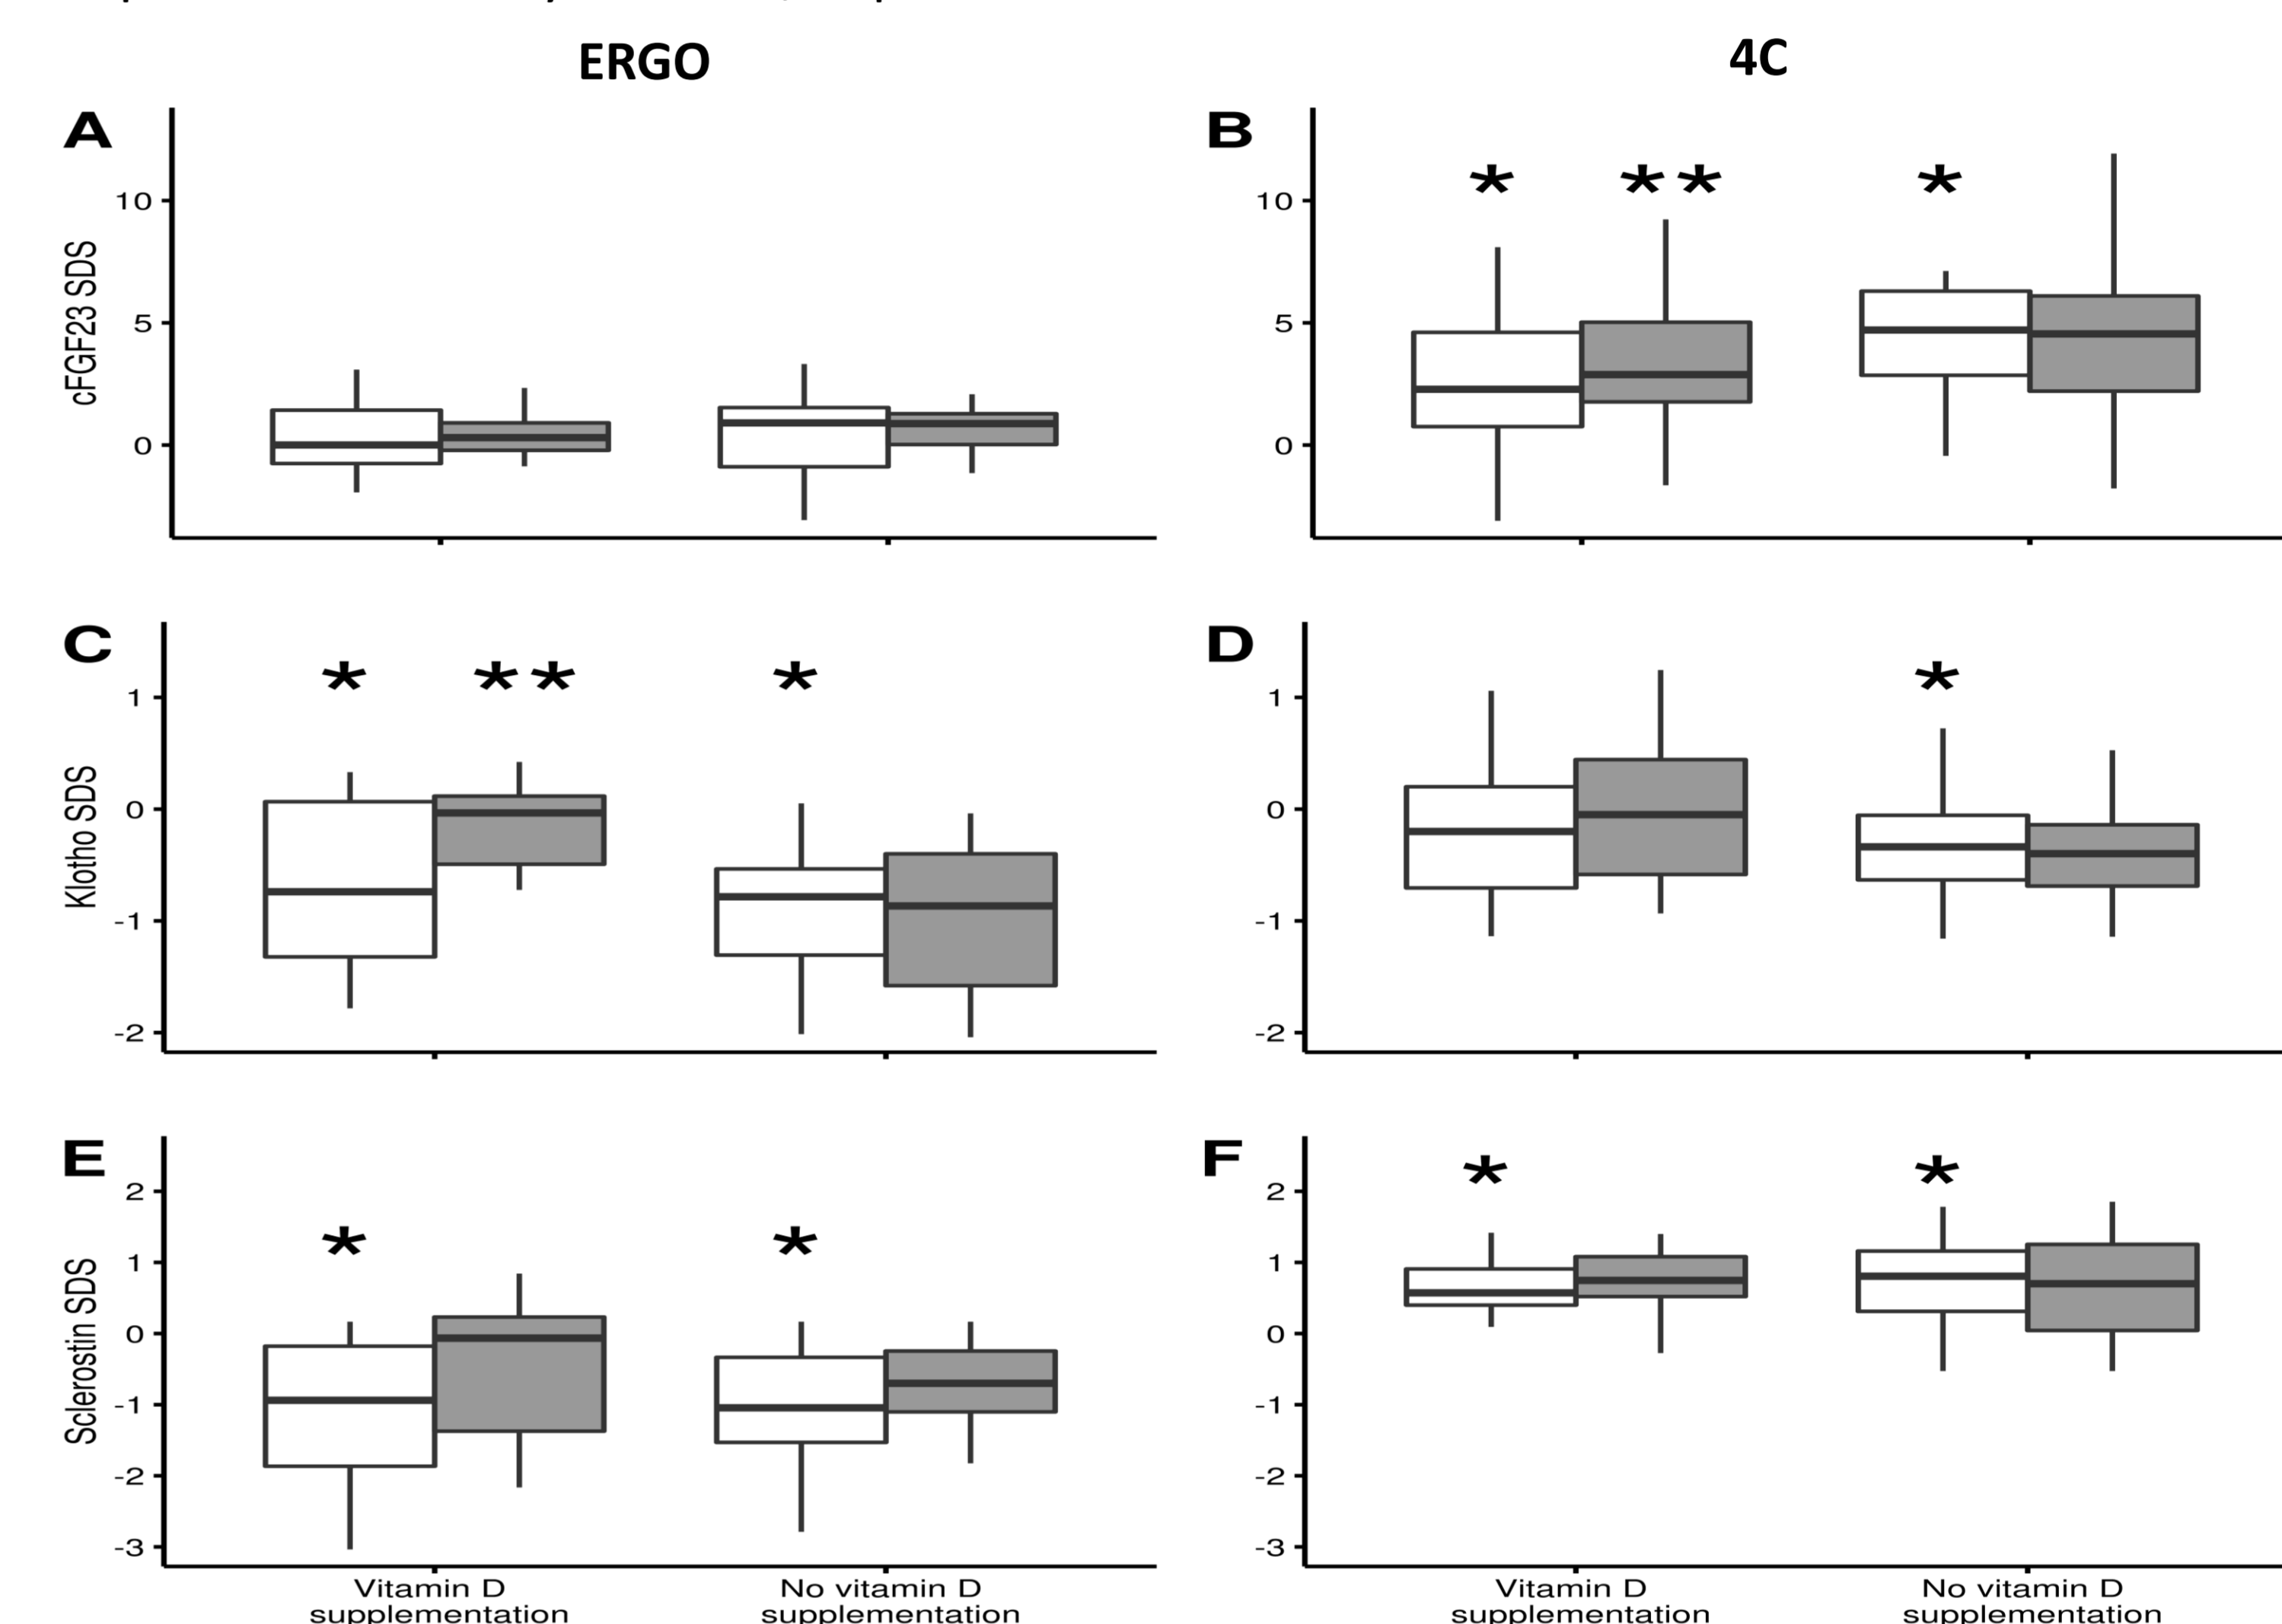 ERGO
4C
A
B
cFGF23 SDS
10
5
0
* ** *
10
5
0
C
D
Klotho SDS
1
0
-1
-2
* ** *
1
0
-1
-2
*
E
F
Sclerostin SDS
2
1
0
-1
-2
-3
* *
2
1
0
-1
-2
-3
* *
Vitamin D
supplementation
No vitamin D
supplementation
Vitamin D
supplementation
No vitamin D
supplementation